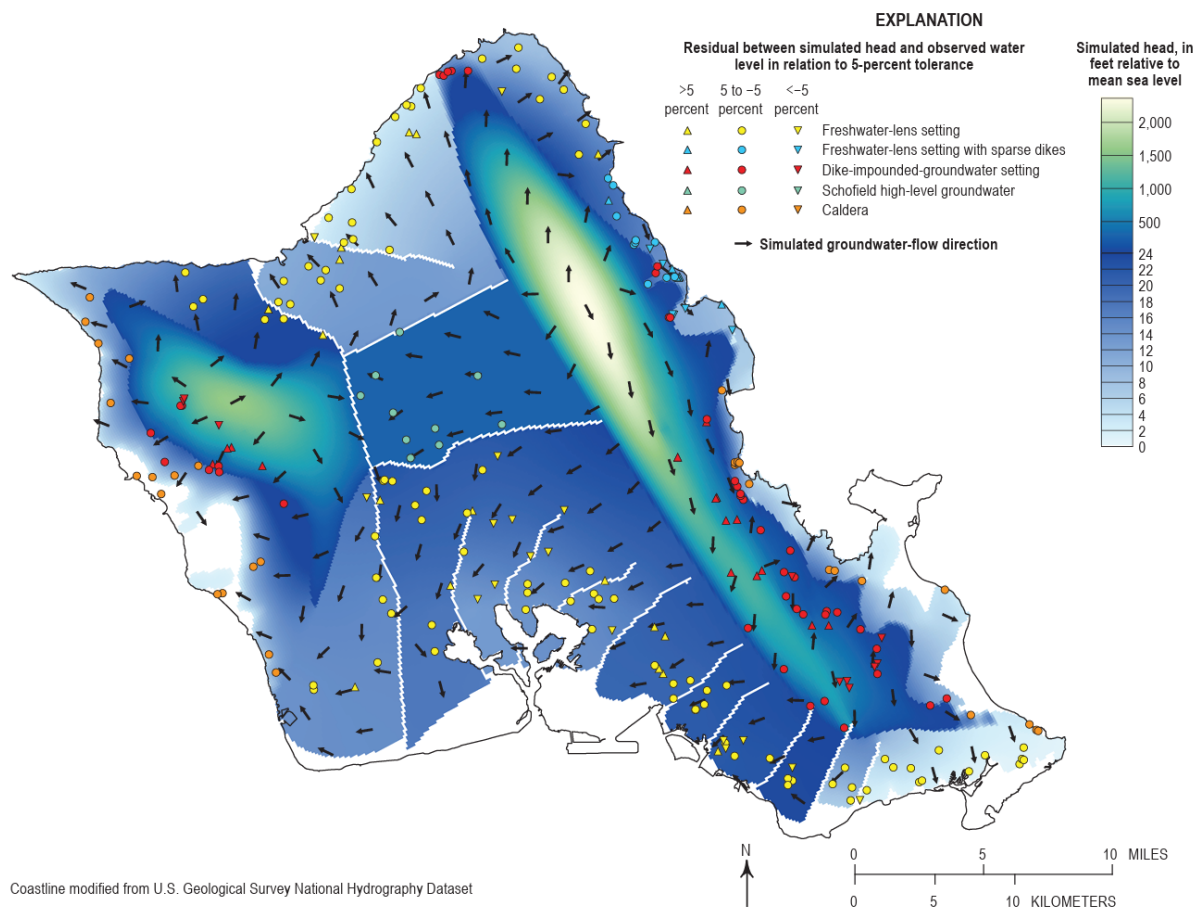 EXPLANATION
Residual between simulated head and observed water
level in relation to 5-percent tolerance
>5
percent
5 to −5
percent
<−5
percent
Freshwater-lens setting
Freshwater-lens setting with sparse dikes
Dike-impounded-groundwater setting
Schofield high-level groundwater
Caldera
Simulated groundwater-flow direction
Simulated head, in
feet relative to
mean sea level
2,000
1,500
1,000
500
24
22
20
18
16
14
12
10
8
6
4
2
0
N
0 5 10 MILES
0 5 10 KILOMETERS
Coastline modified from U.S. Geological Survey National Hydrography Dataset